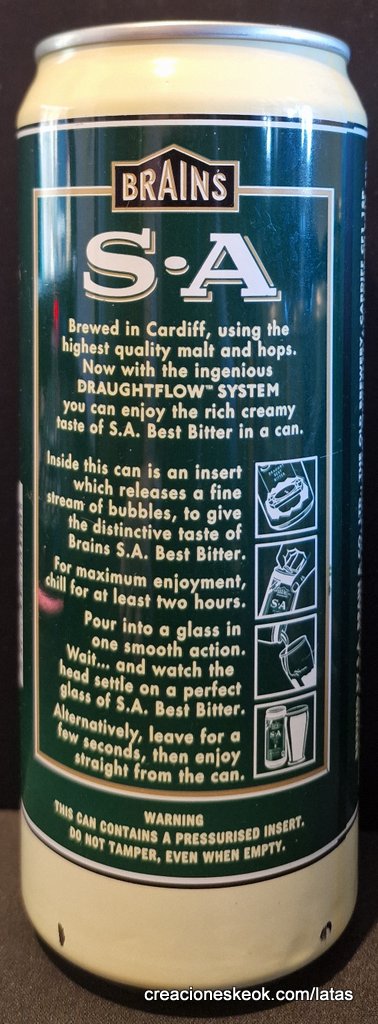 BRAINS
S·A
Brewed in Cardiff, using the
highest quality malt and hops.
Now with the ingenious
DRAUGHTFLOW™ SYSTEM
you can enjoy the rich creamy
taste of S.A. Best Bitter in a can.
Inside this can is an insert
which releases a fine
stream of bubbles, to give
the distinctive taste of
Brains S.A. Best Bitter.
For maximum enjoyment,
chill for at least two hours.
Pour into a glass in
one smooth action.
Wait... and watch the
head settle on a perfect
glass of S.A. Best Bitter.
Alternatively, leave for a
few seconds, then enjoy
straight from the can.
S·A
S·A
WARNING
THIS CAN CONTAINS A PRESSURISED INSERT.
DO NOT TAMPER, EVEN WHEN EMPTY.
THE OLD BREWERY, CARDIFF
creacioneskeok.com/latas